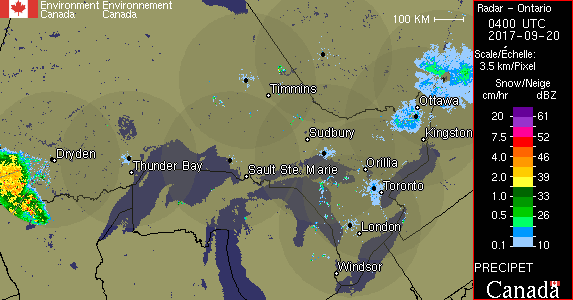 Environment Environnement
Canada Canada
100 KM
Radar - Ontario
0400 UTC
2017-09-20
Scale/Échelle:
3.5 km/Pixel
Snow/Neige
cm/hr dBZ
20 61
7.5 52
4.0 46
2.0 39
1.0 33
0.5 26
0.1 10
PRECIPET
Canada
Timmins
Ottawa
Sudbury
Kingston
Dryden
Thunder Bay
Sault Ste. Marie
Orillia
Toronto
London
Windsor